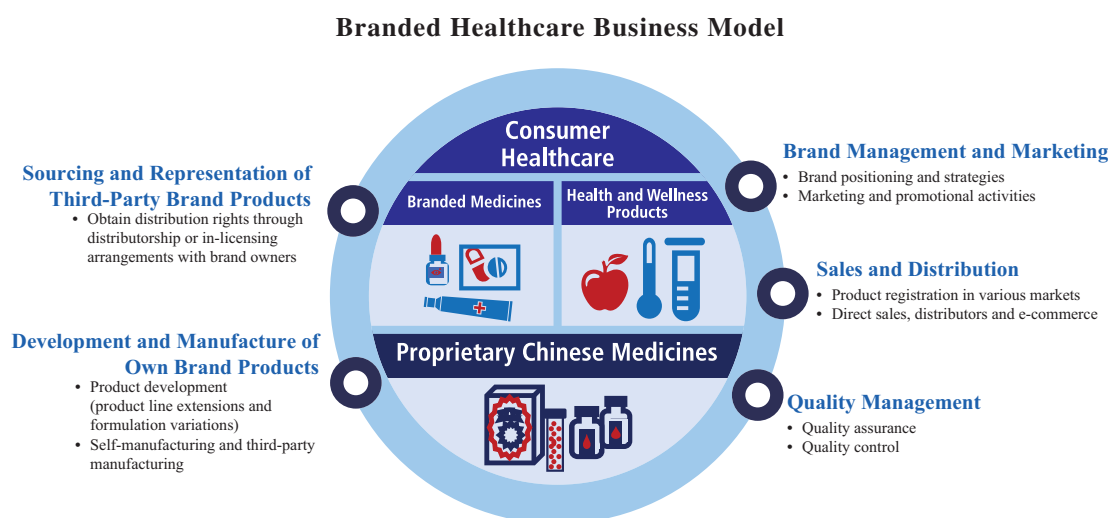 Branded Healthcare Business Model
Sourcing and Representation of
Third-Party Brand Products
• Obtain distribution rights through
distributorship or in-licensing
arrangements with brand owners
Development and Manufacture of
Own Brand Products
• Product development
(product line extensions and
formulation variations)
• Self-manufacturing and third-party
manufacturing
Consumer
Healthcare
Branded Medicines
Health and Wellness
Products
Proprietary Chinese Medicines
Brand Management and Marketing
• Brand positioning and strategies
• Marketing and promotional activities
Sales and Distribution
• Product registration in various markets
• Direct sales, distributors and e-commerce
Quality Management
• Quality assurance
• Quality control